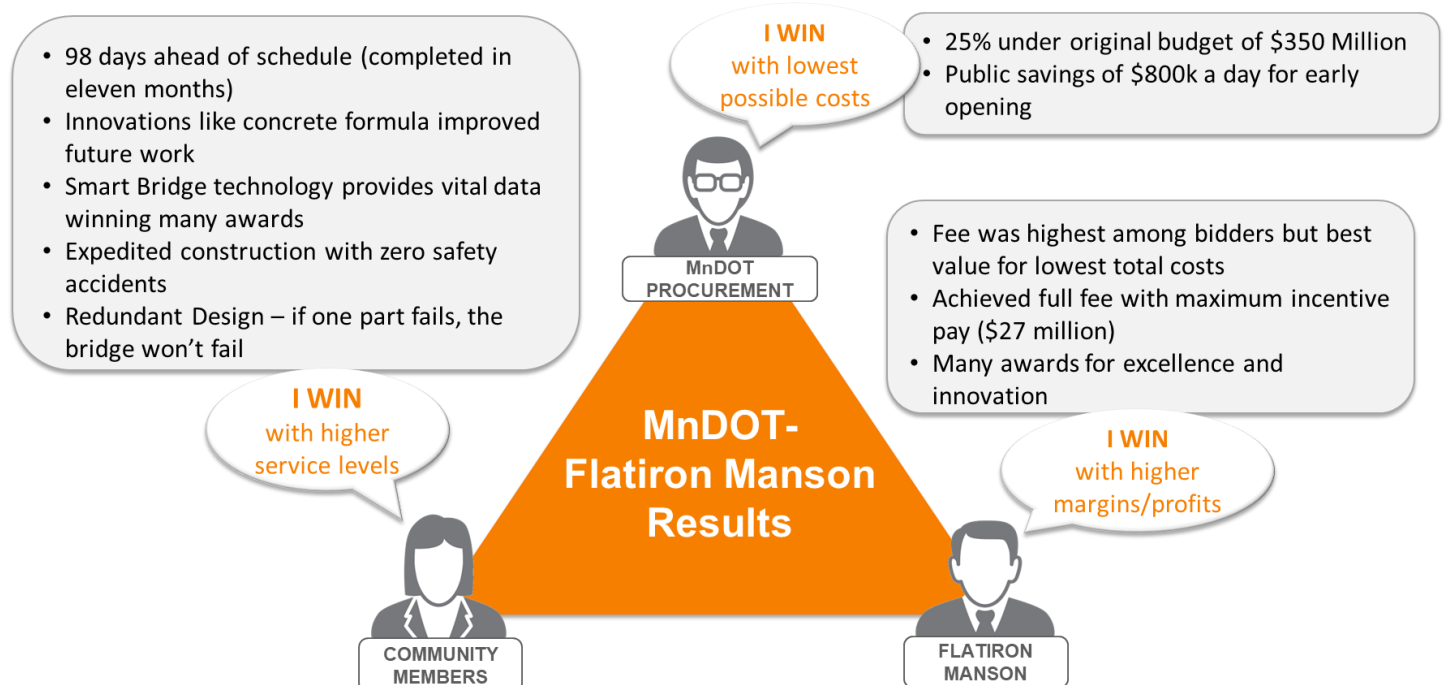 • 98 days ahead of schedule (completed in
eleven months)
• Innovations like concrete formula improved
future work
• Smart Bridge technology provides vital data
winning many awards
• Expedited construction with zero safety
accidents
• Redundant Design – if one part fails, the
bridge won’t fail
I WIN
with lowest
possible costs
• 25% under original budget of $350 Million
• Public savings of $800k a day for early
opening
MnDOT
PROCUREMENT
• Fee was highest among bidders but best
value for lowest total costs
• Achieved full fee with maximum incentive
pay ($27 million)
• Many awards for excellence and
innovation
I WIN
with higher
service levels
MnDOT-
Flatiron Manson
Results
I WIN
with higher
margins/profits
COMMUNITY
MEMBERS
FLATIRON
MANSON